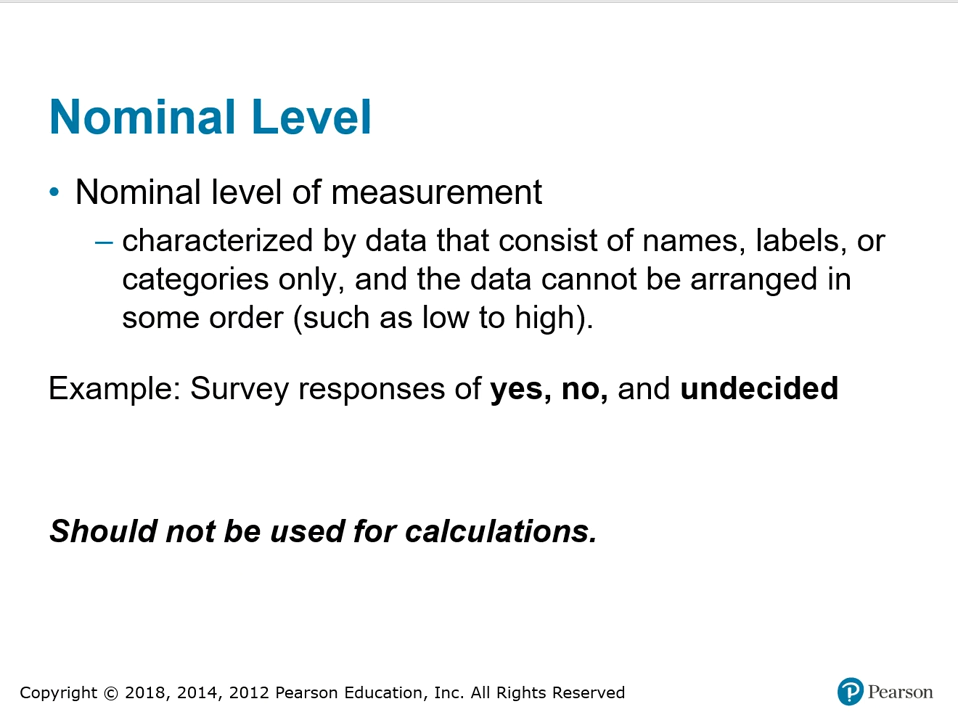 Nominal Level
• Nominal level of measurement
– characterized by data that consist of names, labels, or
categories only, and the data cannot be arranged in
some order (such as low to high).
Example: Survey responses of yes, no, and undecided
Should not be used for calculations.
Copyright © 2018, 2014, 2012 Pearson Education, Inc. All Rights Reserved
P Pearson